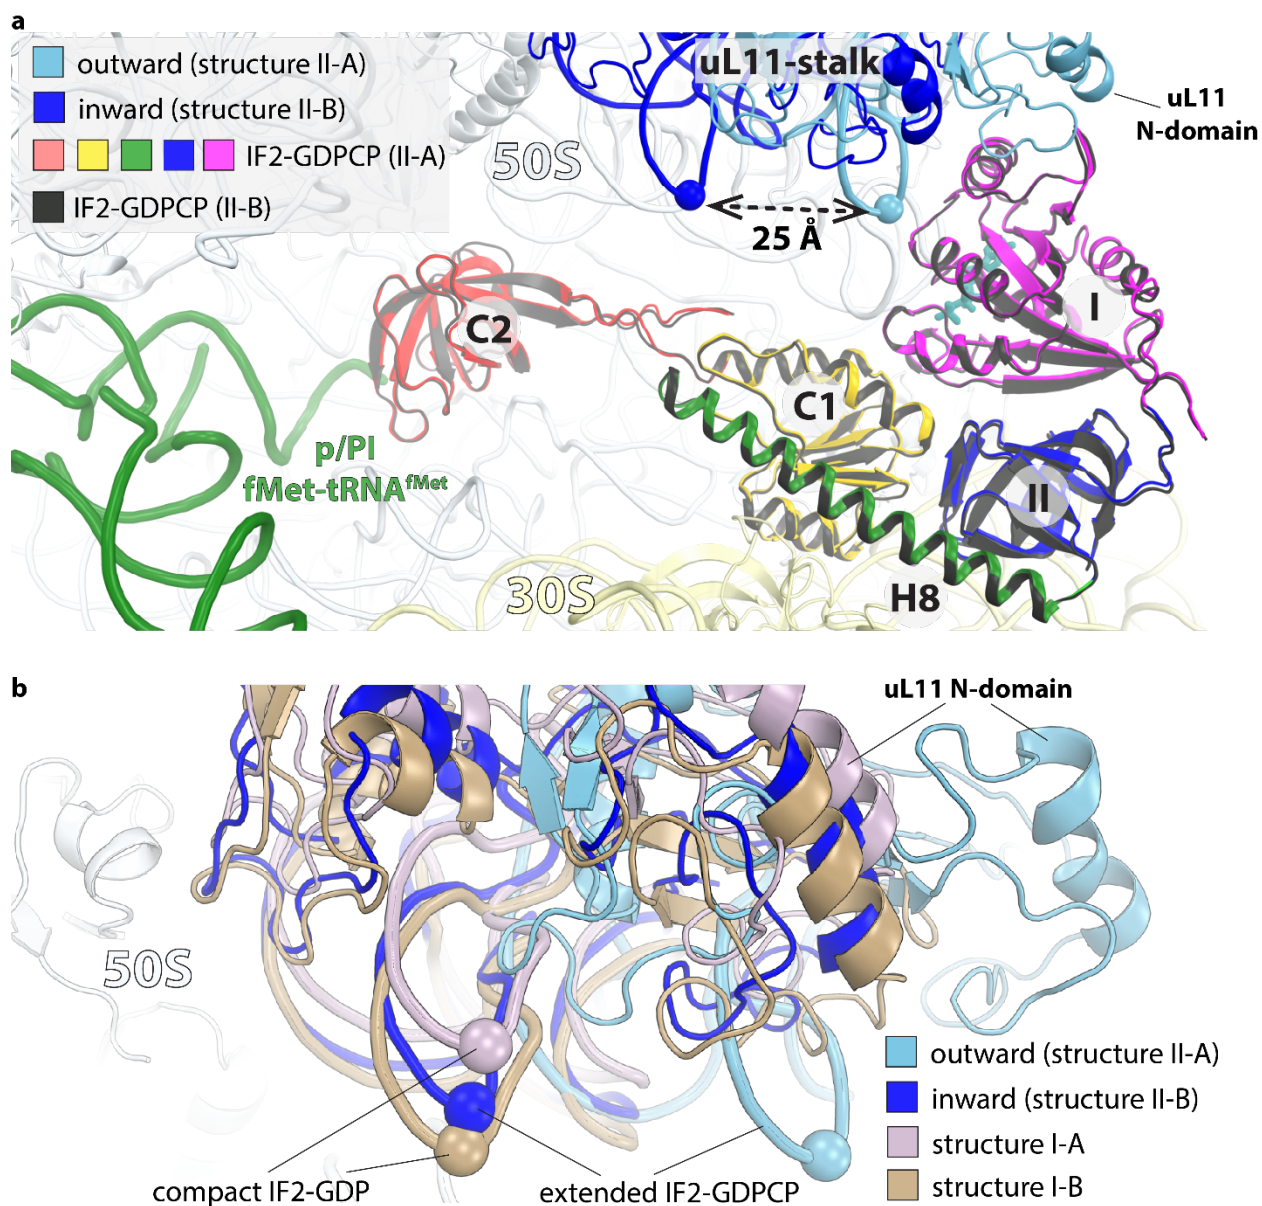 a
outward (structure II-A)
inward (structure II-B)
IF2-GDPCP (II-A)
IF2-GDPCP (II-B)
uL11-stalk
uL11
N-domain
50S
25 Å
C2
I
C1
p/PI
fMet-tRNAfMet
II
30S
H8
b
uL11 N-domain
50S
outward (structure II-A)
inward (structure II-B)
structure I-A
structure I-B
compact IF2-GDP
extended IF2-GDPCP